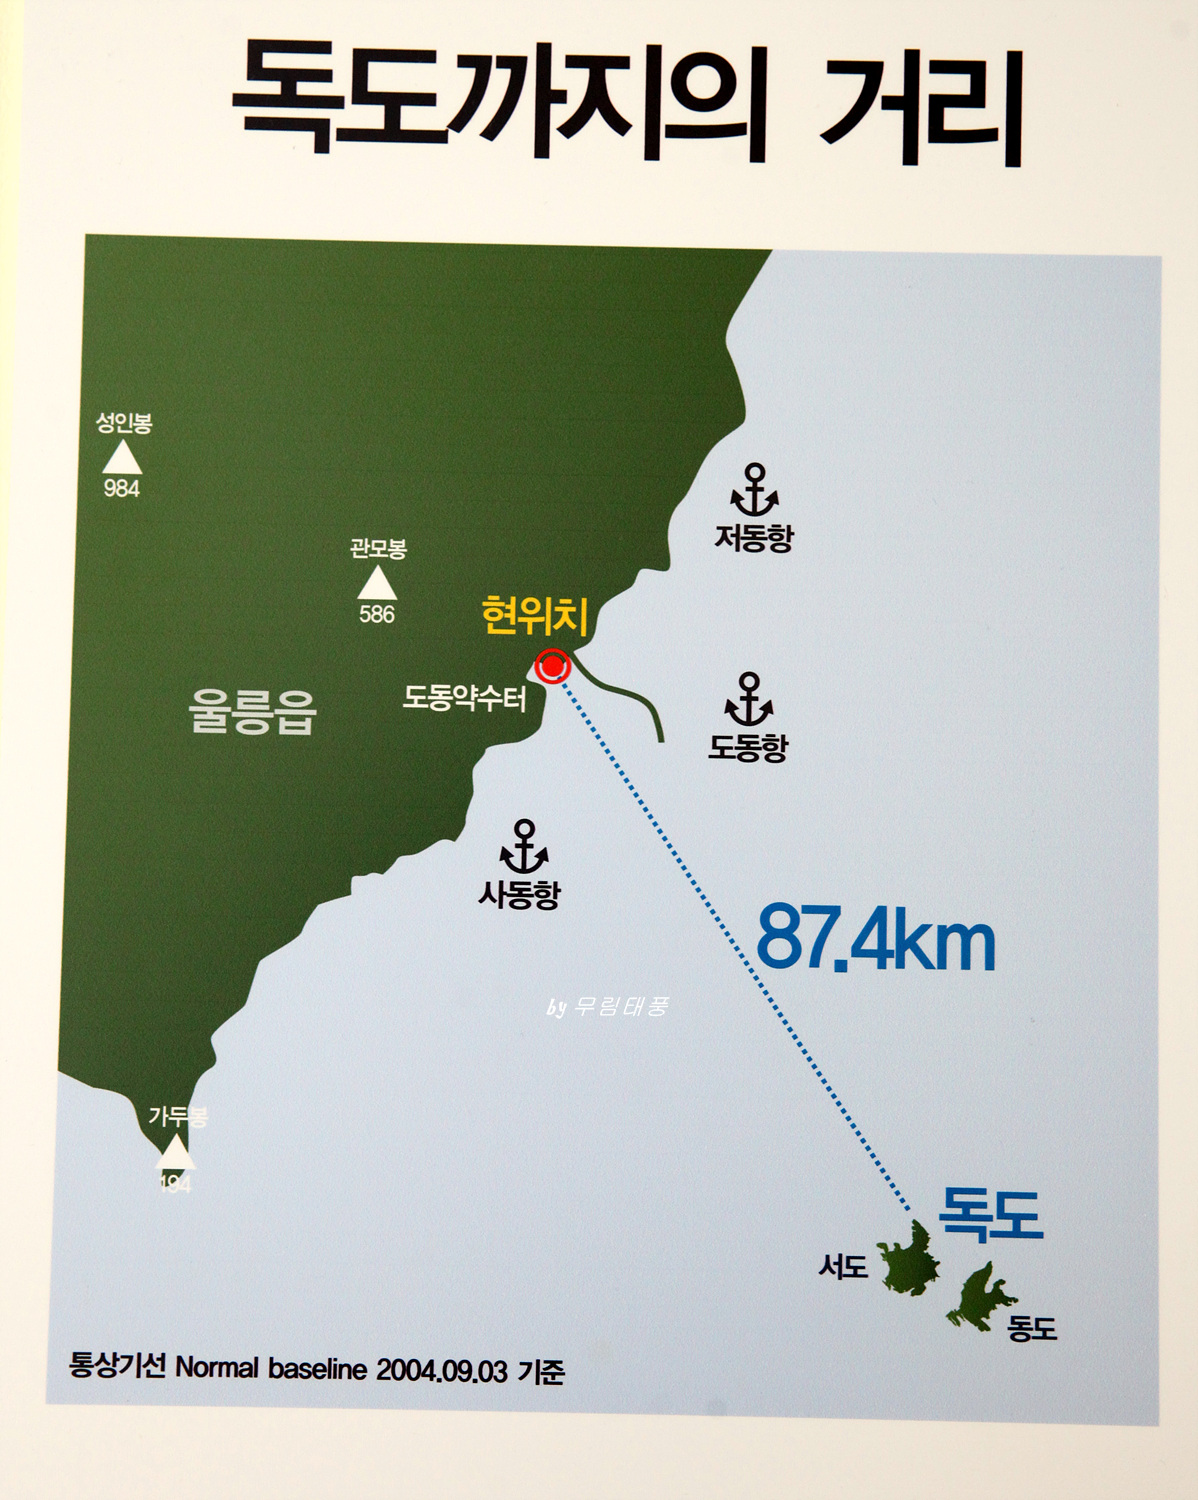 독도까지의 거리
성인봉
984
저동항
관모봉
586
현위치
도동약수터
울릉읍
도동항
사동항
87.4km
by 무림태풍
가두봉
194
독도
서도
동도
통상기선 Normal baseline 2004.09.03 기준